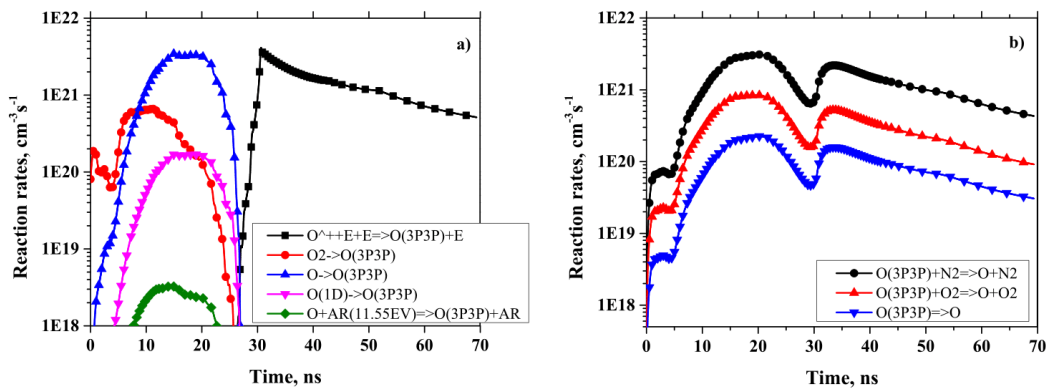 1E22
1E21
1E20
1E19
1E18
Reaction rates, cm⁻³s⁻¹
a)
O^++E+E=>O(3P3P)+E
O2->O(3P3P)
O->O(3P3P)
O(1D)->O(3P3P)
O+AR(11.55EV)=>O(3P3P)+AR
0 10 20 30 40 50 60 70
Time, ns
1E22
1E21
1E20
1E19
1E18
Reaction rates, cm⁻³s⁻¹
b)
O(3P3P)+N2=>O+N2
O(3P3P)+O2=>O+O2
O(3P3P)=>O
0 10 20 30 40 50 60 70
Time, ns